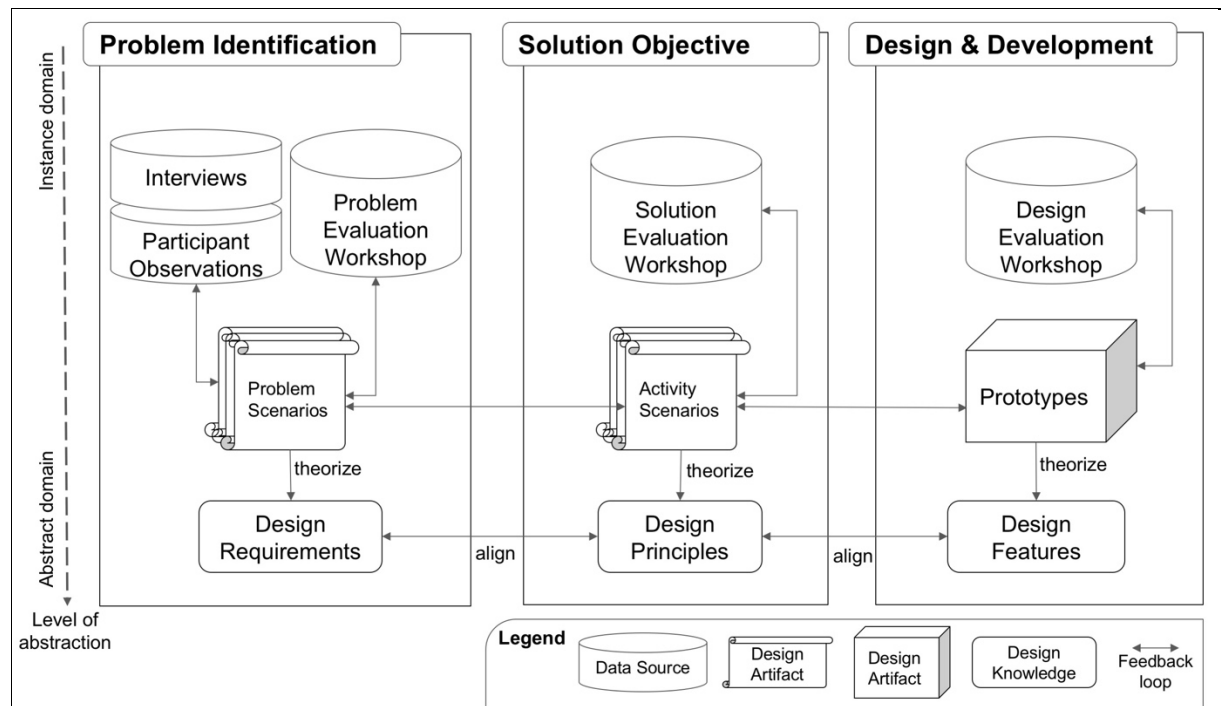 Problem Identification
Solution Objective
Design & Development
Instance domain
Interviews
Participant
Observations
Problem
Evaluation
Workshop
Solution
Evaluation
Workshop
Design
Evaluation
Workshop
Problem
Scenarios
Activity
Scenarios
Prototypes
theorize
theorize
theorize
Abstract domain
Design
Requirements
align
Design
Principles
align
Design
Features
Level of
abstraction
Legend
Data Source
Design
Artifact
Design
Artifact
Design
Knowledge
Feedback
loop